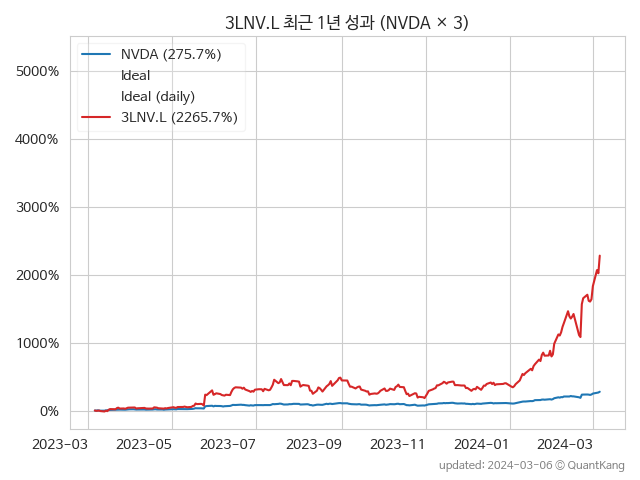 3LNV.L 최근 1년 성과 (NVDA × 3)
NVDA (275.7%)
Ideal
Ideal (daily)
3LNV.L (2265.7%)
5000%
4000%
3000%
2000%
1000%
0%
2023-03 2023-05 2023-07 2023-09 2023-11 2024-01 2024-03
updated: 2024-03-06 © QuantKang